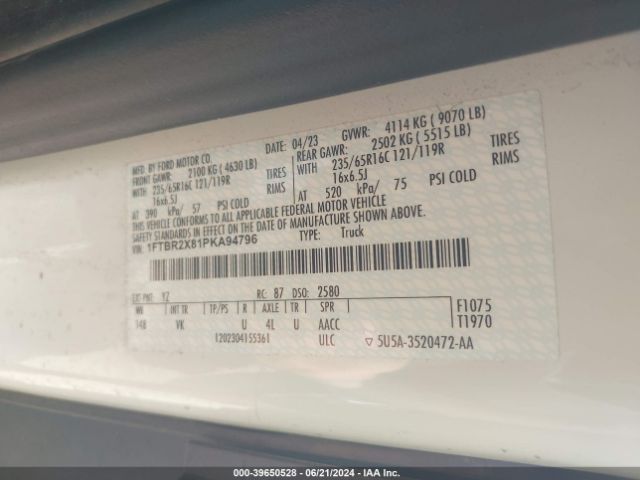 MFD. BY FORD MOTOR CO.
DATE: 04/23 GVWR: 4114 KG ( 9070 LB)
FRONT GAWR: 2100 KG ( 4630 LB)
REAR GAWR: 2502 KG ( 5515 LB)
WITH 235/65R16C 121/119R TIRES
WITH 235/65R16C 121/119R TIRES
16x6.5J RIMS
16x6.5J RIMS
AT 390 kPa/ 57 PSI COLD
AT 520 kPa/ 75 PSI COLD
THIS VEHICLE CONFORMS TO ALL APPLICABLE FEDERAL MOTOR VEHICLE
SAFETY STANDARDS IN EFFECT ON THE DATE OF MANUFACTURE SHOWN ABOVE.
VIN: 1FTBR2X81PKA94796 TYPE: Truck
EXT PNT: YZ RC: 87 DSO: 2580
WB INT TR TP/PS R AXLE TR SPR
148 VK U 4L U AACC
F1075
T1970
1202304155361 ULC 5U5A-3520472-AA
000-39650528 - 06/21/2024 - IAAI.com